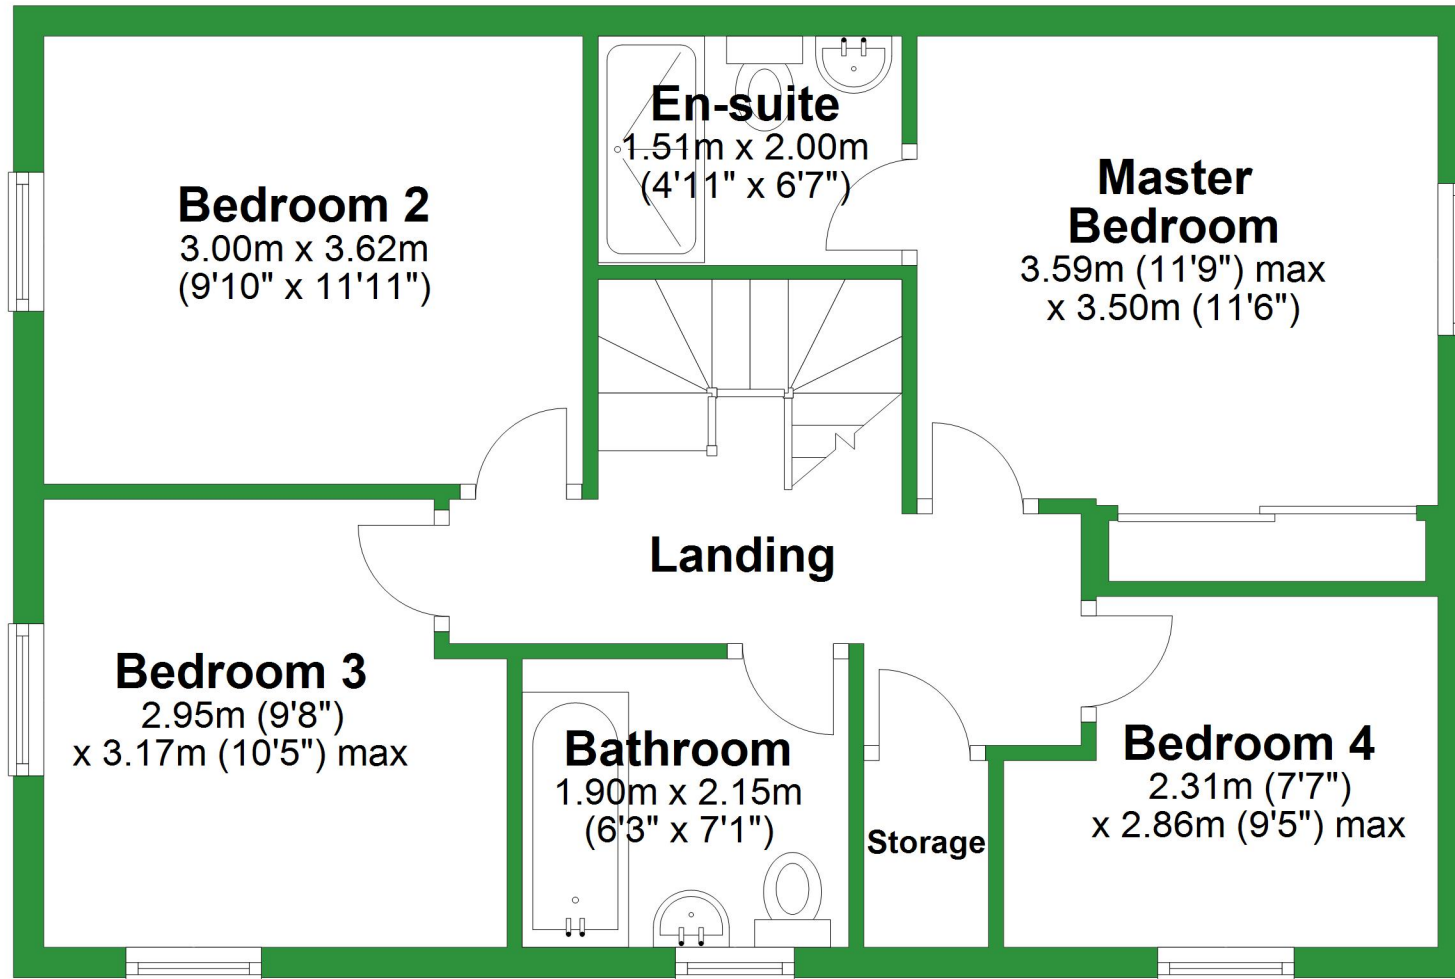 Bedroom 2
3.00m x 3.62m
(9'10" x 11'11")
En-suite
1.51m x 2.00m
(4'11" x 6'7")
Master
Bedroom
3.59m (11'9") max
x 3.50m (11'6")
Landing
Bedroom 3
2.95m (9'8")
x 3.17m (10'5") max
Bathroom
1.90m x 2.15m
(6'3" x 7'1")
Storage
Bedroom 4
2.31m (7'7")
x 2.86m (9'5") max